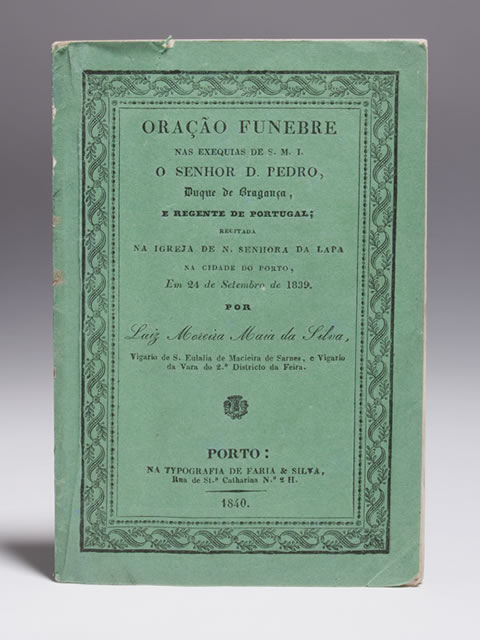 ORAÇÃO FUNEBRE
NAS EXEQUIAS DE S. M. I.
O SENHOR D. PEDRO,
Duque de Bragança,
E REGENTE DE PORTUGAL;
RECITADA
NA IGREJA DE N. SENHORA DA LAPA
NA CIDADE DO PORTO,
Em 24 de Setembro de 1839.
POR
Luiz Moreira Maia da Silva,
Vigario de S. Eulalia de Macieira de Sarnes, e Vigario
da Vara do 2.º Districto da Feira.
PORTO:
NA TYPOGRAFIA DE FARIA & SILVA,
Rua de St.ª Catharina N.º 2 H.
1840.